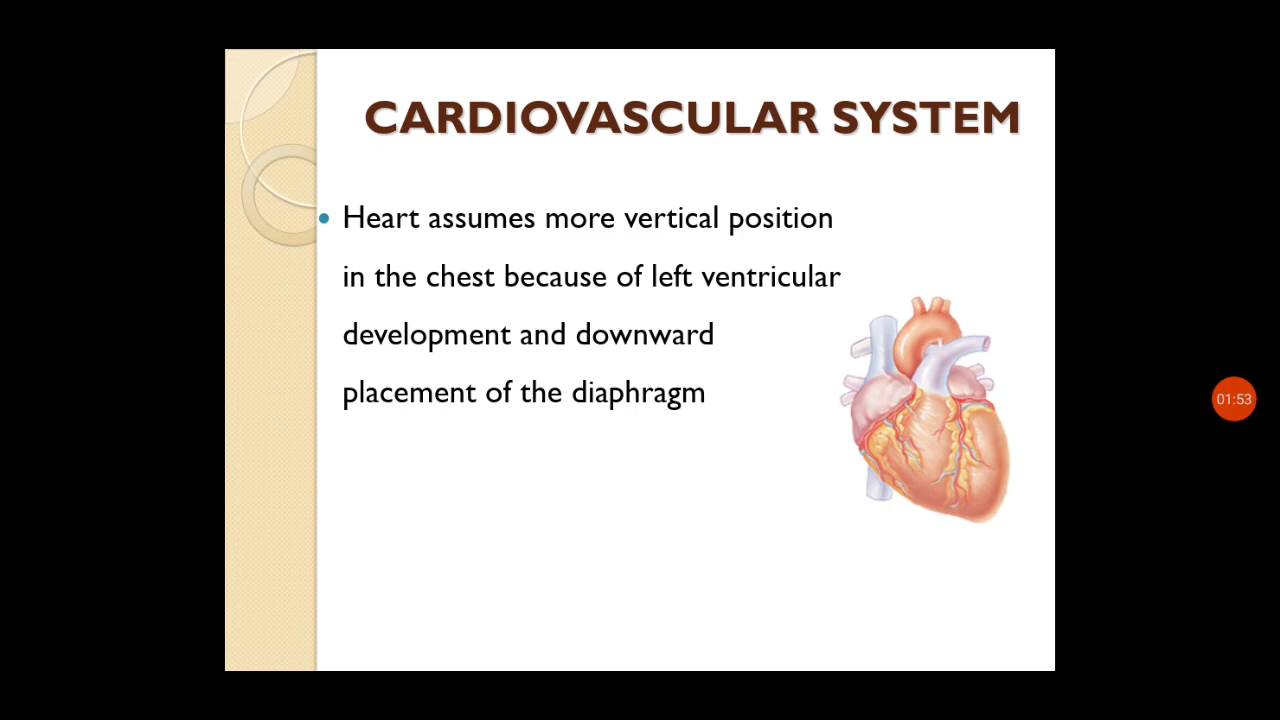 CARDIOVASCULAR SYSTEM
• Heart assumes more vertical position
in the chest because of left ventricular
development and downward
placement of the diaphragm
01:53